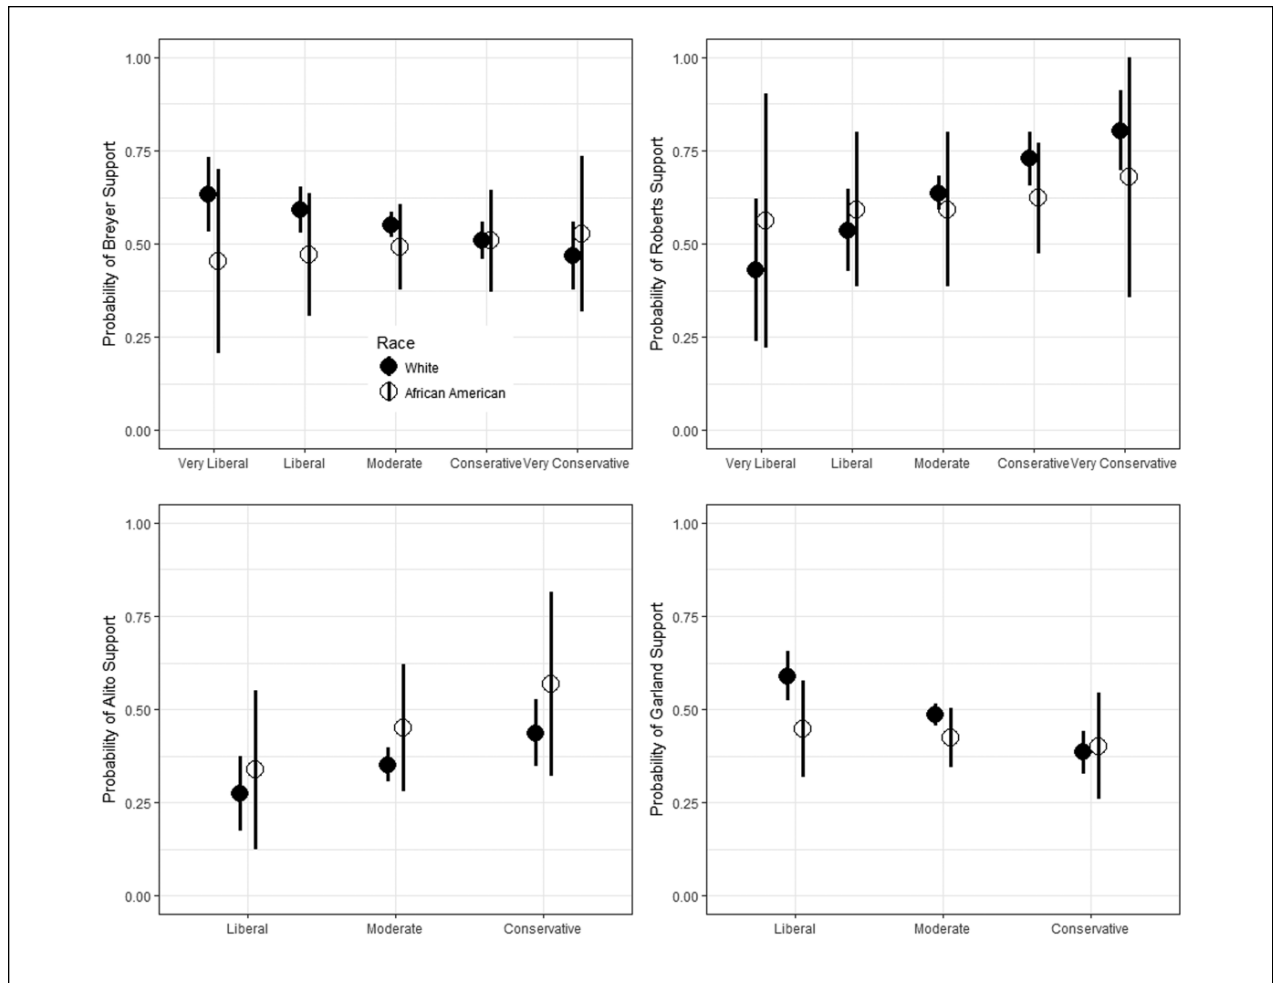 Probability of Breyer Support
1.00
0.75
0.50
0.25
0.00
Race
White
African American
Very Liberal
Liberal
Moderate
Conserative
Very Conservative
Probability of Roberts Support
1.00
0.75
0.50
0.25
0.00
Very Liberal
Liberal
Moderate
Conserative
Very Conservative
Probability of Alito Support
1.00
0.75
0.50
0.25
0.00
Liberal
Moderate
Conservative
Probability of Garland Support
1.00
0.75
0.50
0.25
0.00
Liberal
Moderate
Conservative